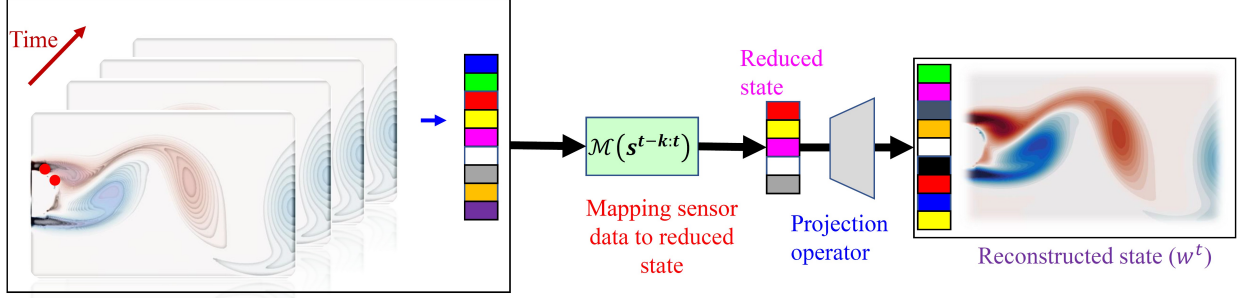 Time
ℳ(s^{t−k:t})
Mapping sensor
data to reduced
state
Reduced
state
Projection
operator
Reconstructed state (w^t)